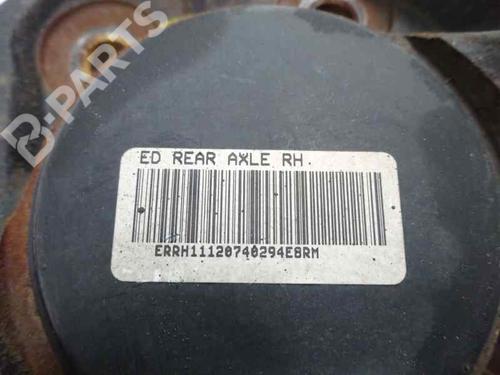 B-PARTS
ED REAR AXLE RH.
ERRH11120740294E8RM